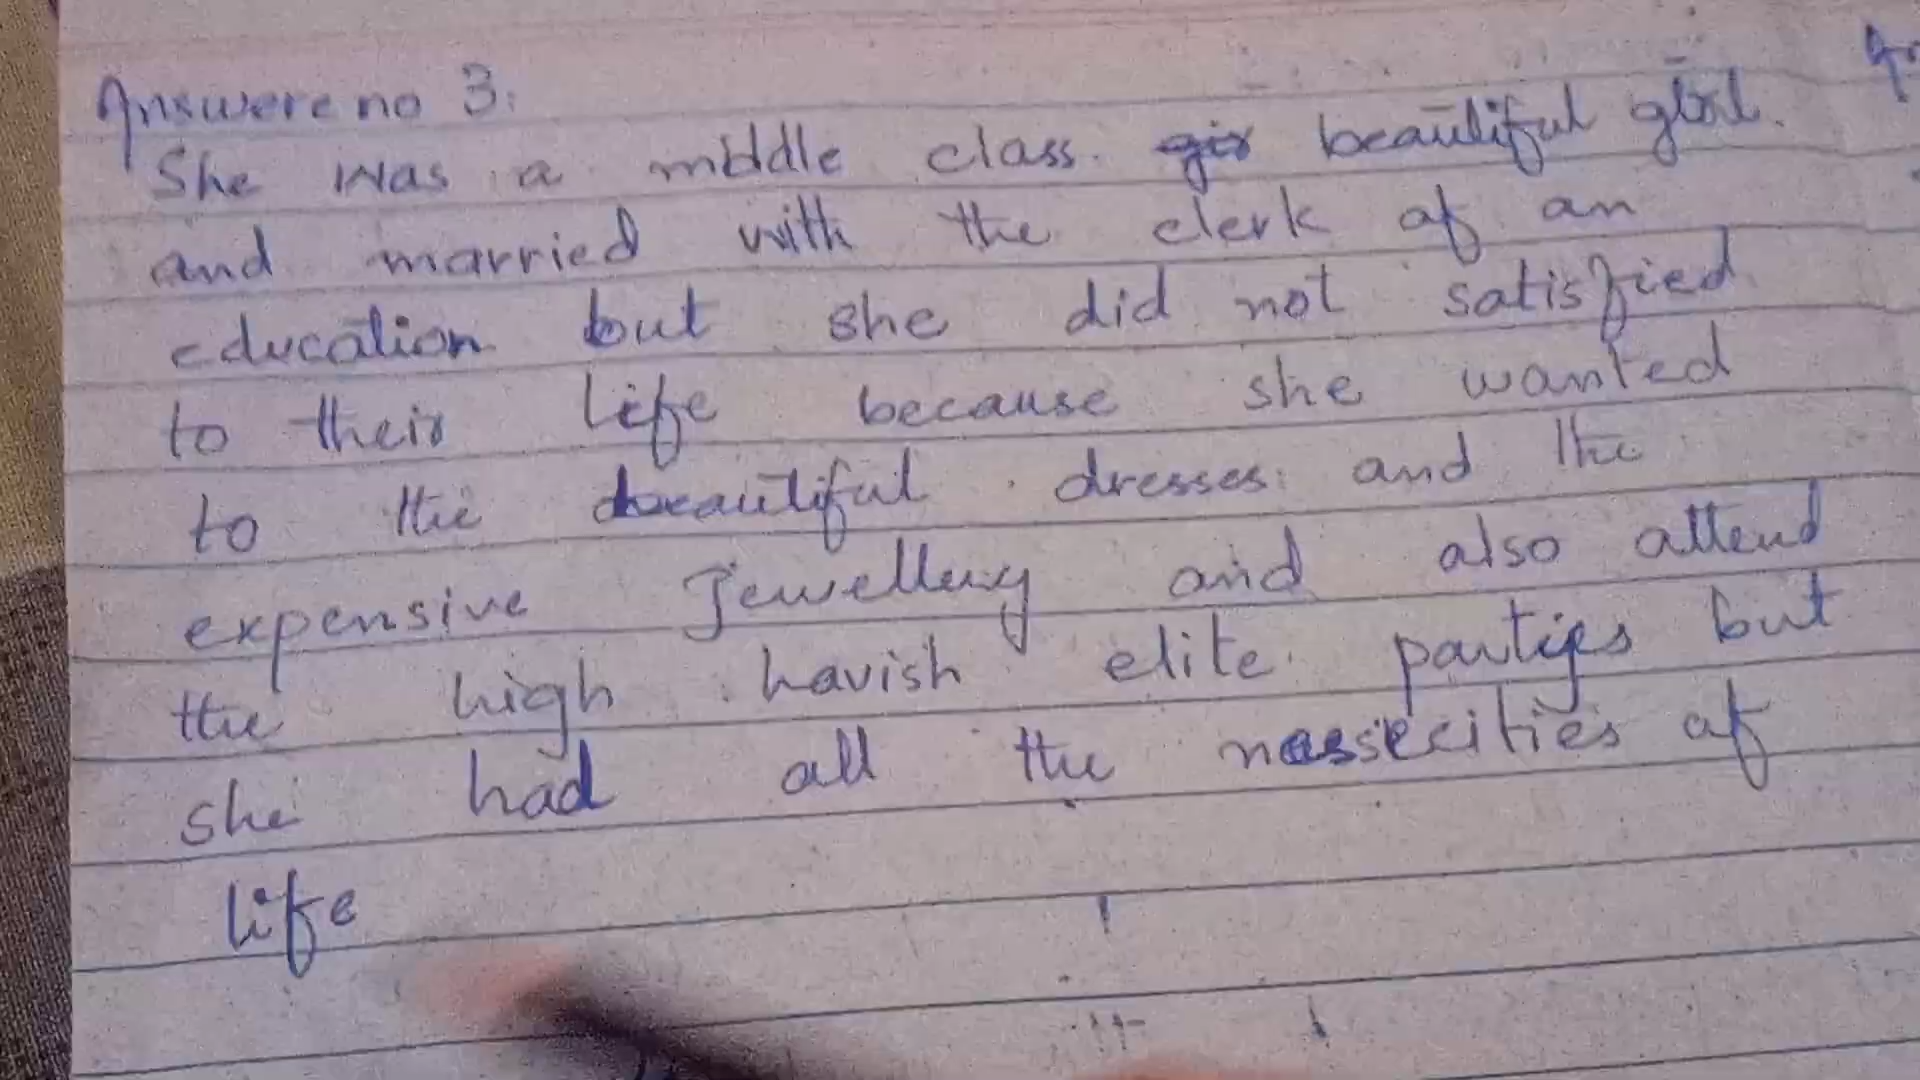 Answere no 3:
She was a middle class beautiful girl.
and married with the clerk of an
education but she did not satisfied
to their life because she wanted
to the beautiful dresses and the
expensive Jewellery and also attend
the high lavish elite parties but
she had all the nassecities of
life